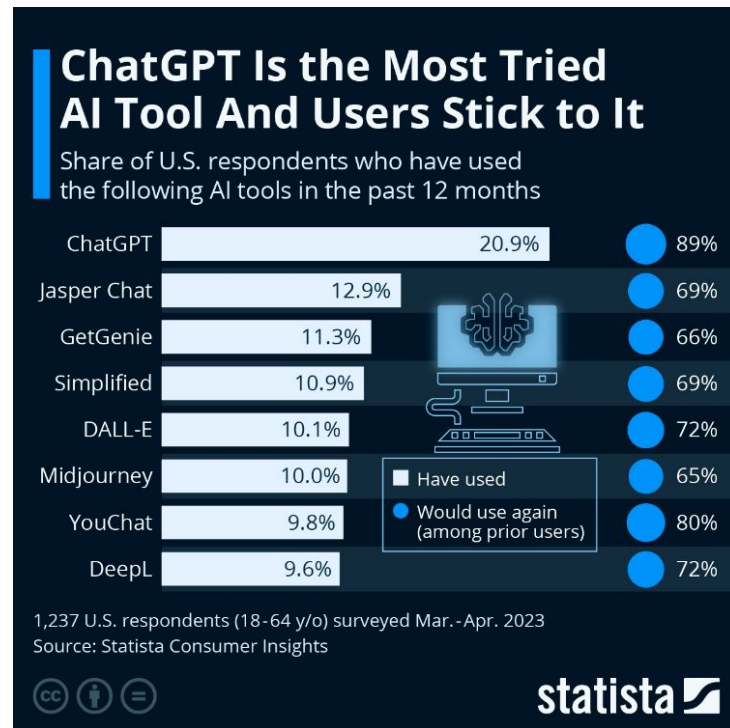 ChatGPT Is the Most Tried
AI Tool And Users Stick to It
Share of U.S. respondents who have used
the following AI tools in the past 12 months
ChatGPT 20.9% 89%
Jasper Chat 12.9% 69%
GetGenie 11.3% 66%
Simplified 10.9% 69%
DALL-E 10.1% 72%
Midjourney 10.0% 65%
YouChat 9.8% 80%
DeepL 9.6% 72%
Have used
Would use again
(among prior users)
1,237 U.S. respondents (18-64 y/o) surveyed Mar.-Apr. 2023
Source: Statista Consumer Insights
cc
statista